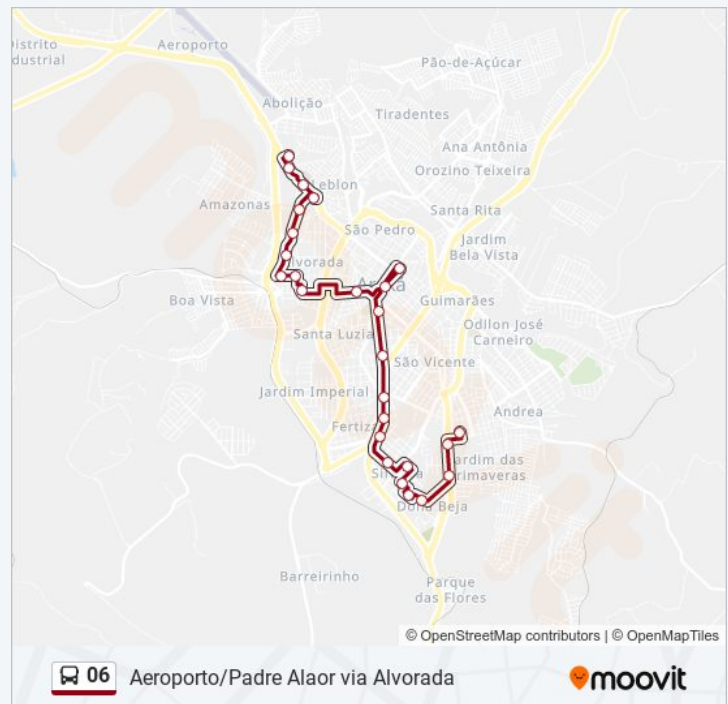 Aeroporto
Distrito
Industrial
Pão-de-Açúcar
Abolição
Tiradentes
Ana Antônia
Orozino Teixeira
Leblon
Amazonas
Santa Rita
São Pedro
Jardim
Bela Vista
Alvorada
Boa Vista
Guimarães
Santa Luzia
Odilon José
Carneiro
São Vicente
Jardim Imperial
Andrea
Fertiza
Jardim das
Primaveras
Dona Beja
Barreirinho
Parque
das Flores
© OpenStreetMap contributors | © OpenMapTiles
06 Aeroporto/Padre Alaor via Alvorada
moovit